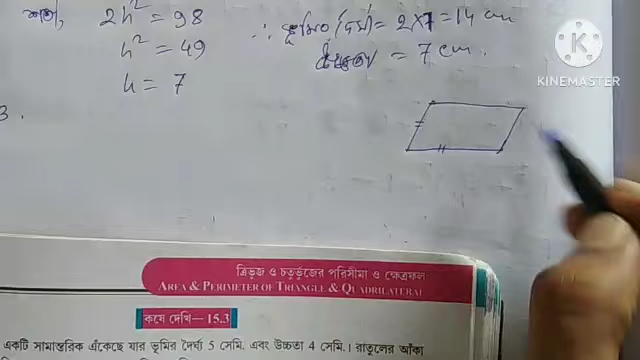 শর্ত, 2h² = 98
h² = 49
h = 7
∴ ভূমির দৈর্ঘ্য = 2×7 = 14 cm
উচ্চতা = 7 cm.
3.
KINEMASTER
ত্রিভুজ ও চতুর্ভুজের পরিসীমা ও ক্ষেত্রফল
AREA & PERIMETER OF TRIANGLE & QUADRILATERAL
কষে দেখি—15.3
একটি সামান্তরিক এঁকেছে যার ভূমির দৈর্ঘ্য 5 সেমি. এবং উচ্চতা 4 সেমি.। রাতুলের আঁকা